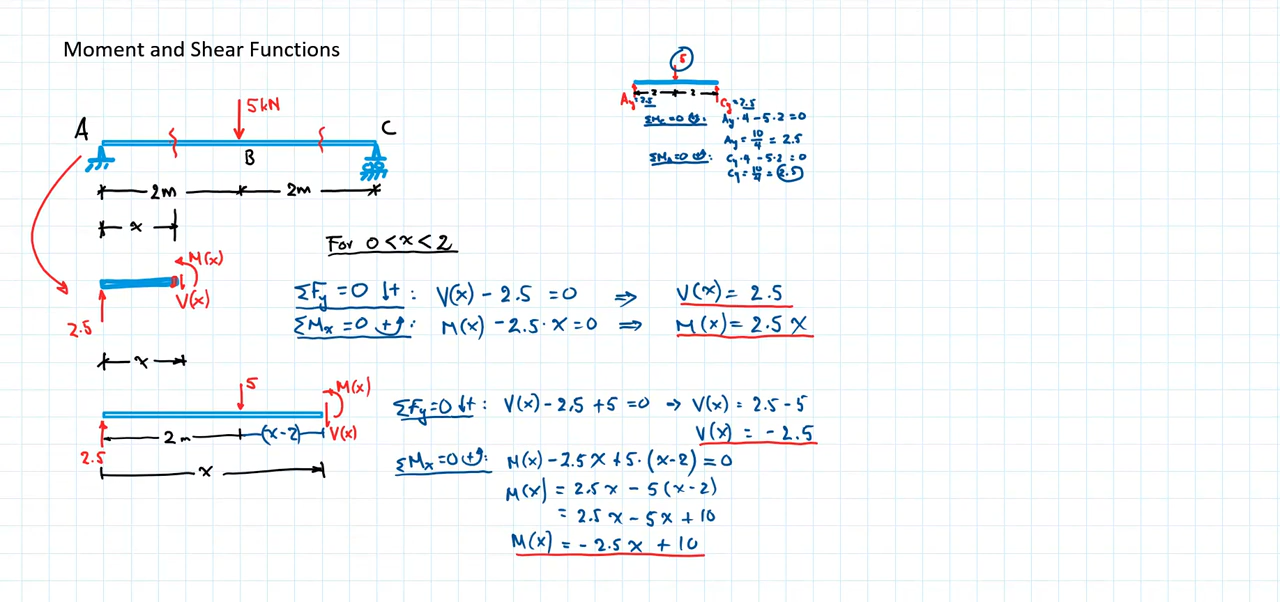 Moment and Shear Functions
5
2 2
Ay=2.5 Cy=2.5
ΣMc=0 ↻: Ay·4 - 5·2 = 0
Ay = 10/4 = 2.5
ΣMA=0 ↺: Cy·4 - 5·2 = 0
Cy = 10/4 = 2.5
5kN
A C
B
2m 2m
x
For 0<x<2
M(x)
V(x)
2.5
ΣFy=0 ↓+: V(x) - 2.5 = 0 ⇒ V(x) = 2.5
ΣMx=0 +↺: M(x) - 2.5·x = 0 ⇒ M(x) = 2.5x
x
5 M(x)
2m (x-2) V(x)
2.5
x
ΣFy=0 ↓+: V(x) - 2.5 + 5 = 0 → V(x) = 2.5 - 5
V(x) = -2.5
ΣMx=0 +↺: M(x) - 2.5x + 5·(x-2) = 0
M(x) = 2.5x - 5(x-2)
= 2.5x - 5x + 10
M(x) = -2.5x + 10